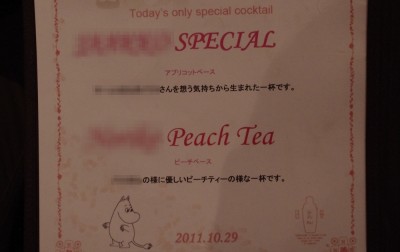 Today's only special cocktail
SPECIAL
アプリコットベース
さんを想う気持ちから生まれた一杯です。
Peach Tea
ピーチベース
の様に優しいピーチティーの様な一杯です。
2011.10.29